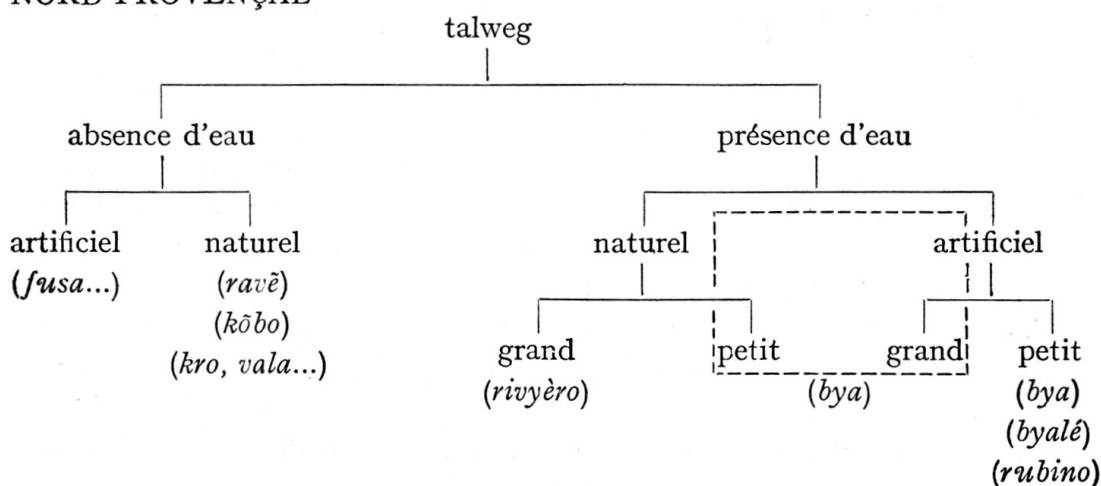 NORD-PROVENÇAL
talweg
absence d'eau présence d'eau
artificiel naturel naturel artificiel
(fusa...) (ravẽ)
(kõbo)
(kro, vala...) grand petit grand petit
(rivyèro) (bya) (bya)
(byalé)
(rubino)